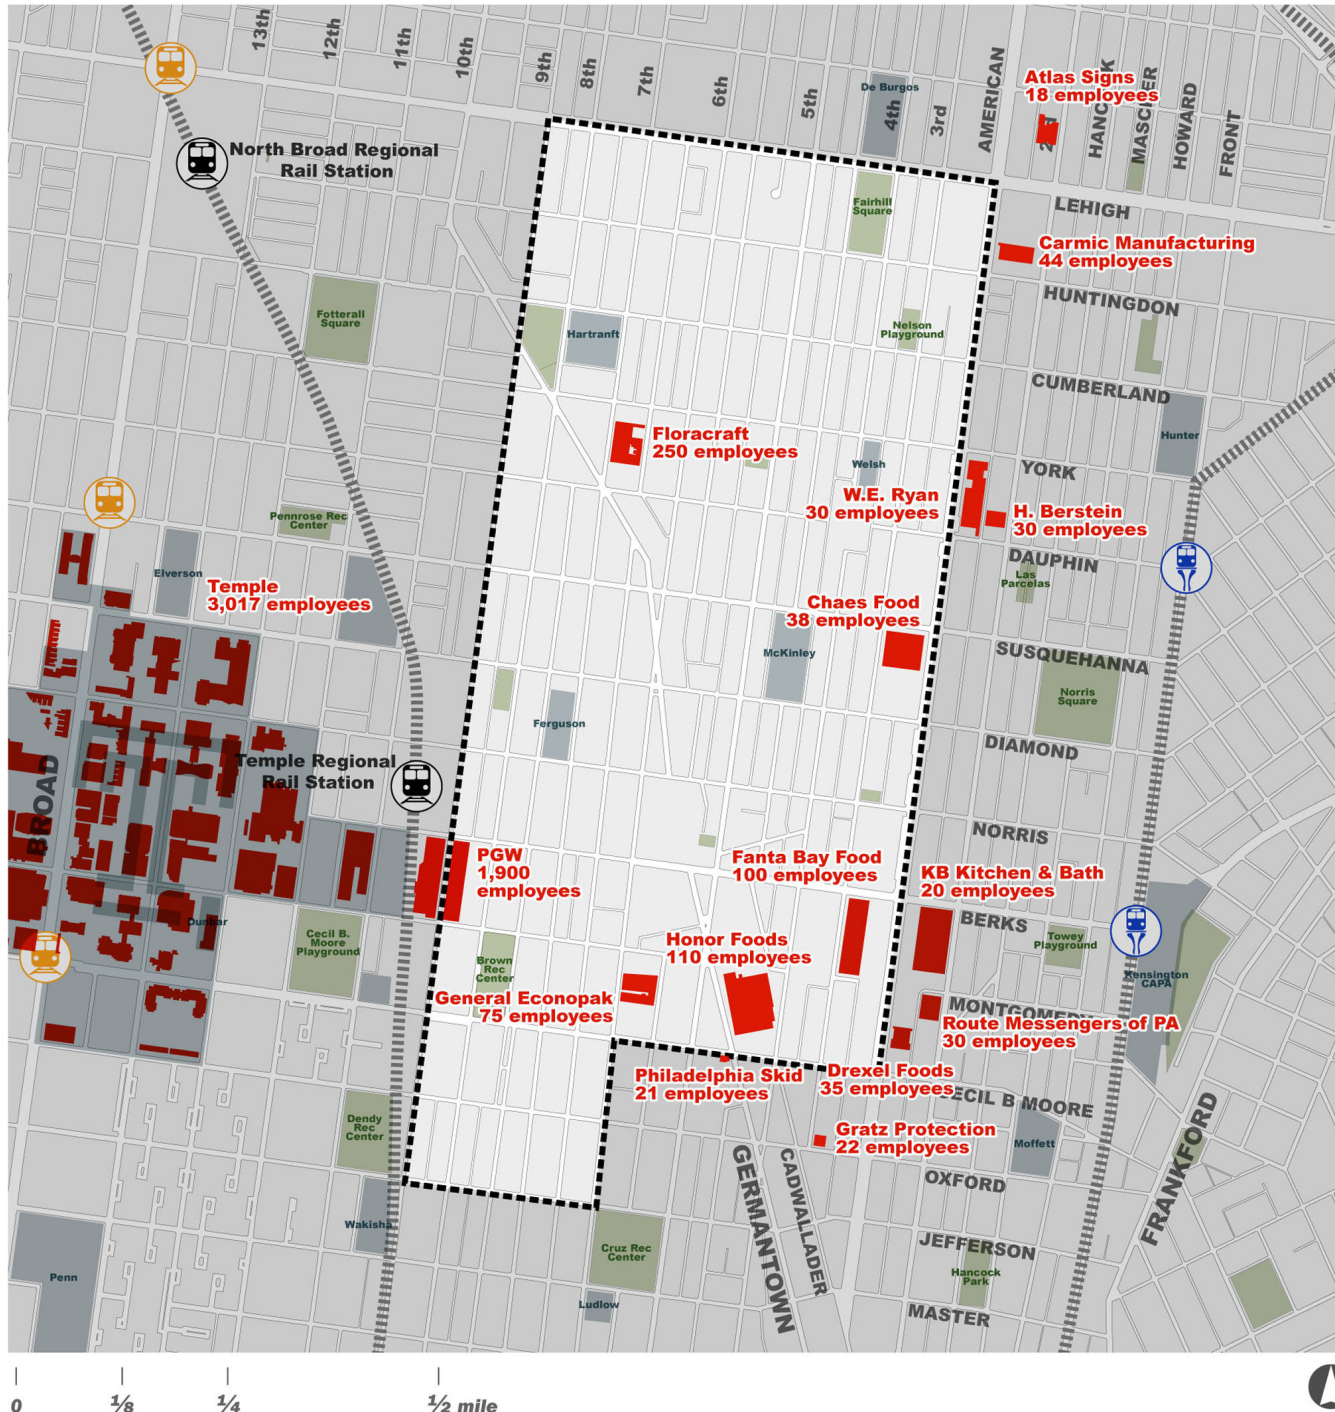 13th
12th
11th
10th
9th
8th
7th
6th
5th
4th
3rd
AMERICAN
2nd
HANCOCK
MASCHER
HOWARD
FRONT
De Burgos
Atlas Signs
18 employees
North Broad Regional
Rail Station
Fairhill
Square
LEHIGH
Carmic Manufacturing
44 employees
HUNTINGDON
Fotterall
Square
Hartranft
Nelson
Playground
CUMBERLAND
Hunter
Floracraft
250 employees
Welsh
YORK
W.E. Ryan
30 employees
H. Berstein
30 employees
Pennrose Rec
Center
DAUPHIN
Las
Parcelas
Elverson
Temple
3,017 employees
Chaes Food
38 employees
McKinley
SUSQUEHANNA
Norris
Square
Ferguson
DIAMOND
Temple Regional
Rail Station
BROAD
NORRIS
PGW
1,900
employees
Fanta Bay Food
100 employees
KB Kitchen & Bath
20 employees
BERKS
Towey
Playground
Dunbar
Cecil B.
Moore
Playground
Honor Foods
110 employees
Brown
Rec
Center
Kensington
CAPA
General Econopak
75 employees
MONTGOMERY
Route Messengers of PA
30 employees
Philadelphia Skid
21 employees
Drexel Foods
35 employees
CECIL B MOORE
Dendy
Rec
Center
Gratz Protection
22 employees
Moffett
FRANKFORD
GERMANTOWN
CADWALLADER
OXFORD
Wakisha
Cruz Rec
Center
JEFFERSON
Hancock
Park
Penn
Ludlow
MASTER
0
1/8
1/4
1/2 mile